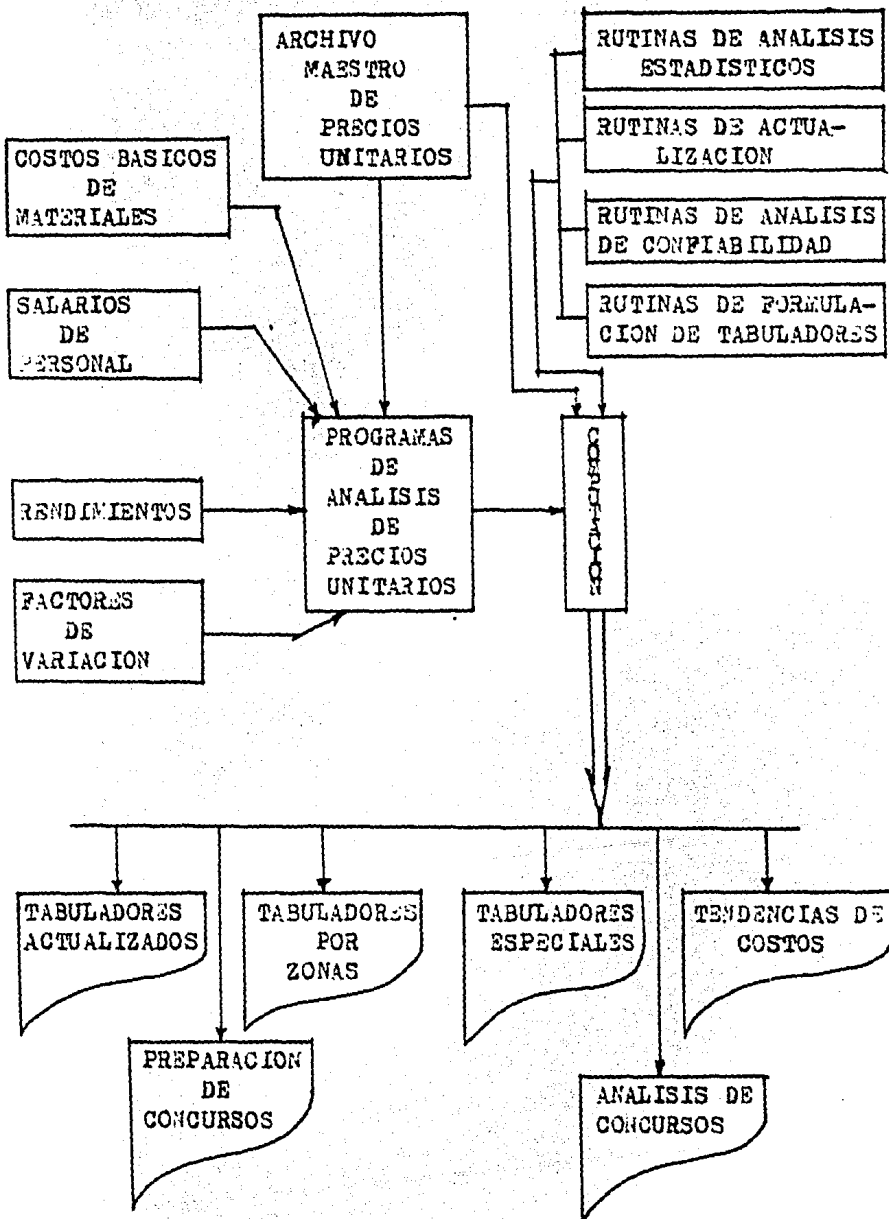 ARCHIVO
MAESTRO
DE
PRECIOS
UNITARIOS
RUTINAS DE ANALISIS
ESTADISTICOS
RUTINAS DE ACTUA-
LIZACION
RUTINAS DE ANALISIS
DE CONFIABILIDAD
RUTINAS DE FORMULA-
CION DE TABULADORES
COSTOS BASICOS
DE
MATERIALES
SALARIOS
DE
PERSONAL
RENDIMIENTOS
FACTORES
DE
VARIACION
PROGRAMAS
DE
ANALISIS
DE
PRECIOS
UNITARIOS
COMPUTACION
TABULADORES
ACTUALIZADOS
TABULADORES
POR
ZONAS
TABULADORES
ESPECIALES
TENDENCIAS DE
COSTOS
PREPARACION
DE
CONCURSOS
ANALISIS DE
CONCURSOS